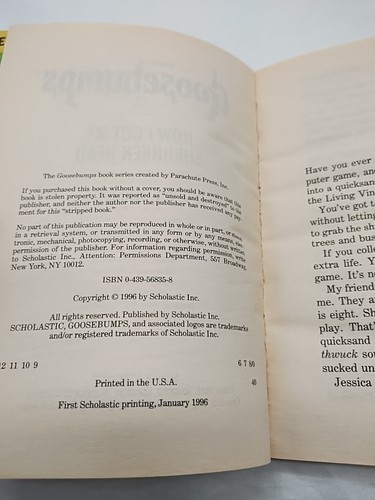 Goosebumps
The Goosebumps book series created by Parachute Press, Inc.
If you purchased this book without a cover, you should be aware that this
book is stolen property. It was reported as "unsold and destroyed" to the
publisher, and neither the author nor the publisher has received any pay-
ment for this "stripped book."
No part of this publication may be reproduced in whole or in part, or stored
in a retrieval system, or transmitted in any form or by any means, elec-
tronic, mechanical, photocopying, recording, or otherwise, without written
permission of the publisher. For information regarding permission, write
to Scholastic Inc., Attention: Permissions Department, 557 Broadway,
New York, NY 10012.
ISBN 0-439-56835-8
Copyright © 1996 by Scholastic Inc.
All rights reserved. Published by Scholastic Inc.
SCHOLASTIC, GOOSEBUMPS, and associated logos are trademarks
and/or registered trademarks of Scholastic Inc.
12 11 10 9 6 7 8/0
Printed in the U.S.A. 40
First Scholastic printing, January 1996
Have you ever
puter game, and
into a quicksand
the Living Vin
You've got t
without letting
to grab the sh
trees and bus
If you colle
extra life. Y
game. It's no
My friend
me. They ar
is eight. Sh
play. That's
quicksand
thwuck sou
sucked un
Jessica